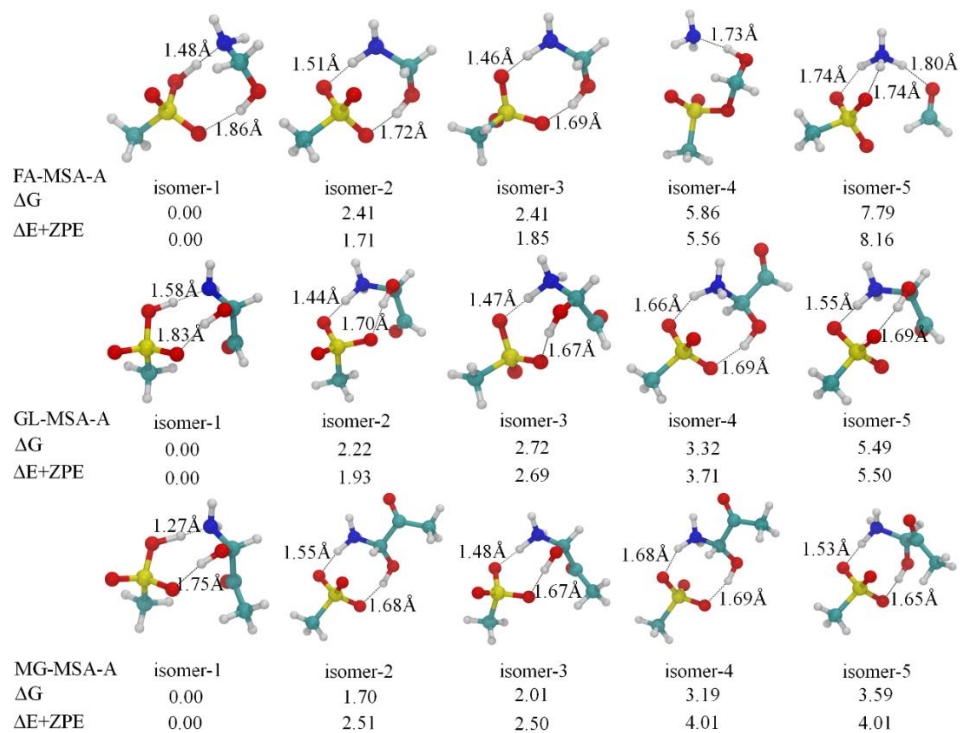 1.48Å 1.51Å 1.46Å 1.73Å 1.74Å 1.80Å
1.74Å
1.86Å 1.72Å 1.69Å
FA-MSA-A isomer-1 isomer-2 isomer-3 isomer-4 isomer-5
ΔG 0.00 2.41 2.41 5.86 7.79
ΔE+ZPE 0.00 1.71 1.85 5.56 8.16
1.58Å 1.44Å 1.47Å 1.66Å 1.55Å
1.83Å 1.70Å 1.67Å 1.69Å 1.69Å
GL-MSA-A isomer-1 isomer-2 isomer-3 isomer-4 isomer-5
ΔG 0.00 2.22 2.72 3.32 5.49
ΔE+ZPE 0.00 1.93 2.69 3.71 5.50
1.27Å 1.55Å 1.48Å 1.68Å 1.53Å
1.75Å 1.68Å 1.67Å 1.69Å 1.65Å
MG-MSA-A isomer-1 isomer-2 isomer-3 isomer-4 isomer-5
ΔG 0.00 1.70 2.01 3.19 3.59
ΔE+ZPE 0.00 2.51 2.50 4.01 4.01